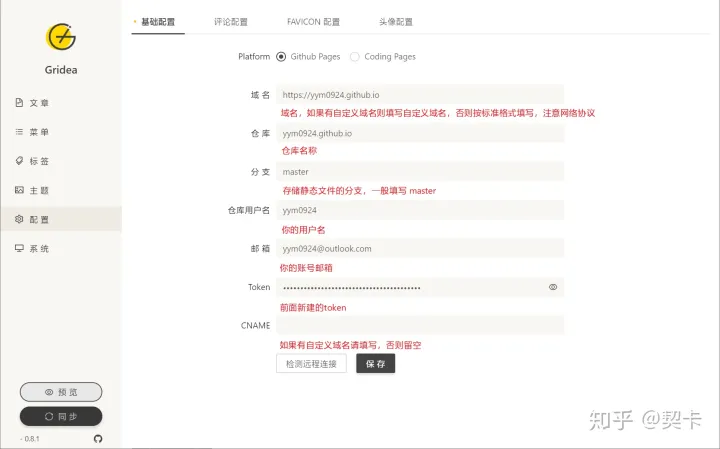 基础配置 评论配置 FAVICON 配置 头像配置
Gridea
文章
菜单
标签
主题
配置
系统
预览
同步
- 0.8.1
Platform Github Pages Coding Pages
域名 https://yym0924.github.io
域名，如果有自定义域名则填写自定义域名，否则按标准格式填写，注意网络协议
仓库 yym0924.github.io
仓库名称
分支 master
存储静态文件的分支，一般填写 master
仓库用户名 yym0924
你的用户名
邮箱 yym0924@outlook.com
你的账号邮箱
Token ••••••••••••••••••••••••••••••••••••••••
前面新建的token
CNAME
如果有自定义域名请填写，否则留空
检测远程连接 保存
知乎 @契卡